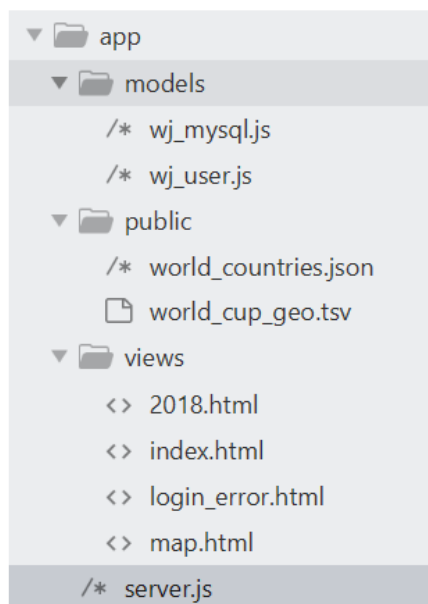 app
models
/* wj_mysql.js
/* wj_user.js
public
/* world_countries.json
world_cup_geo.tsv
views
<> 2018.html
<> index.html
<> login_error.html
<> map.html
/* server.js